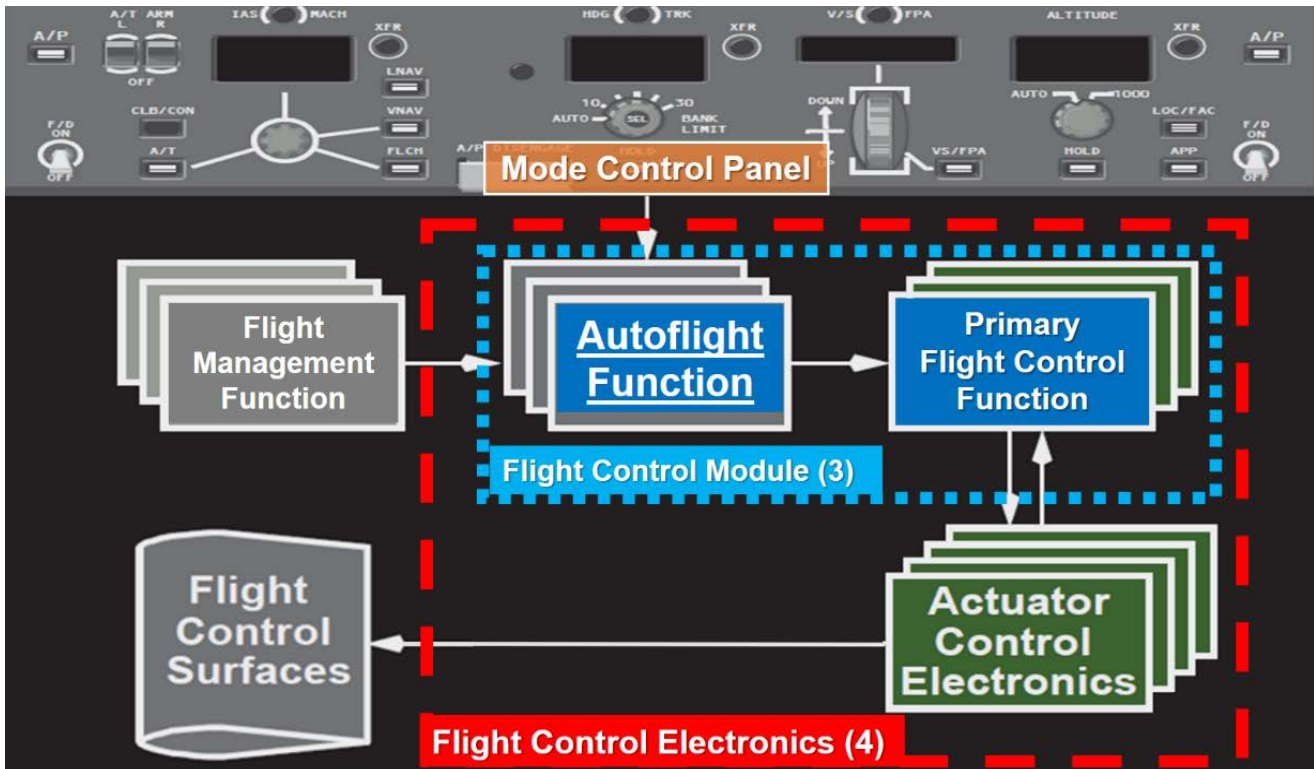 A/T ARM
L R
IAS MACH
HDG TRK
V/S FPA
ALTITUDE
A/P
XFR
XFR
XFR
A/P
OFF
LNAV
CLB/CON
VNAV
10 30
AUTO SEL BANK
LIMIT
DOWN
AUTO 1000
LOC/FAC
F/D
ON
OFF
A/T
FLCH
A/P DISENGAGE
HOLD
VS/FPA
HOLD
APP
F/D
ON
OFF
Mode Control Panel
Flight
Management
Function
Autoflight
Function
Primary
Flight Control
Function
Flight Control Module (3)
Flight
Control
Surfaces
Actuator
Control
Electronics
Flight Control Electronics (4)